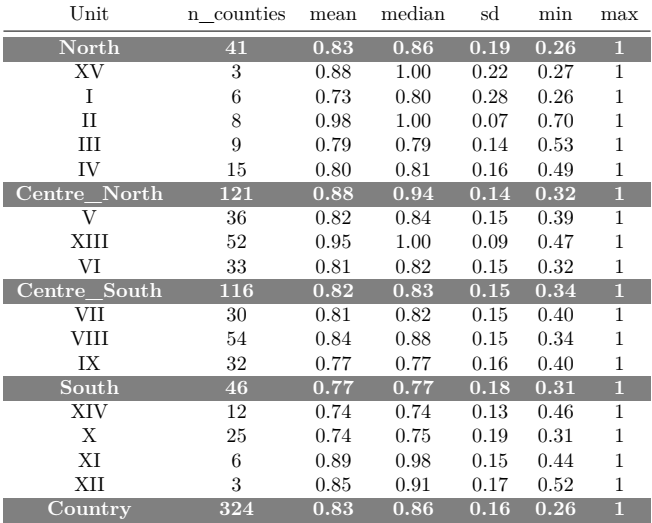 Unit n_counties mean median sd min max
North 41 0.83 0.86 0.19 0.26 1
XV 3 0.88 1.00 0.22 0.27 1
I 6 0.73 0.80 0.28 0.26 1
II 8 0.98 1.00 0.07 0.70 1
III 9 0.79 0.79 0.14 0.53 1
IV 15 0.80 0.81 0.16 0.49 1
Centre_North 121 0.88 0.94 0.14 0.32 1
V 36 0.82 0.84 0.15 0.39 1
XIII 52 0.95 1.00 0.09 0.47 1
VI 33 0.81 0.82 0.15 0.32 1
Centre_South 116 0.82 0.83 0.15 0.34 1
VII 30 0.81 0.82 0.15 0.40 1
VIII 54 0.84 0.88 0.15 0.34 1
IX 32 0.77 0.77 0.16 0.40 1
South 46 0.77 0.77 0.18 0.31 1
XIV 12 0.74 0.74 0.13 0.46 1
X 25 0.74 0.75 0.19 0.31 1
XI 6 0.89 0.98 0.15 0.44 1
XII 3 0.85 0.91 0.17 0.52 1
Country 324 0.83 0.86 0.16 0.26 1